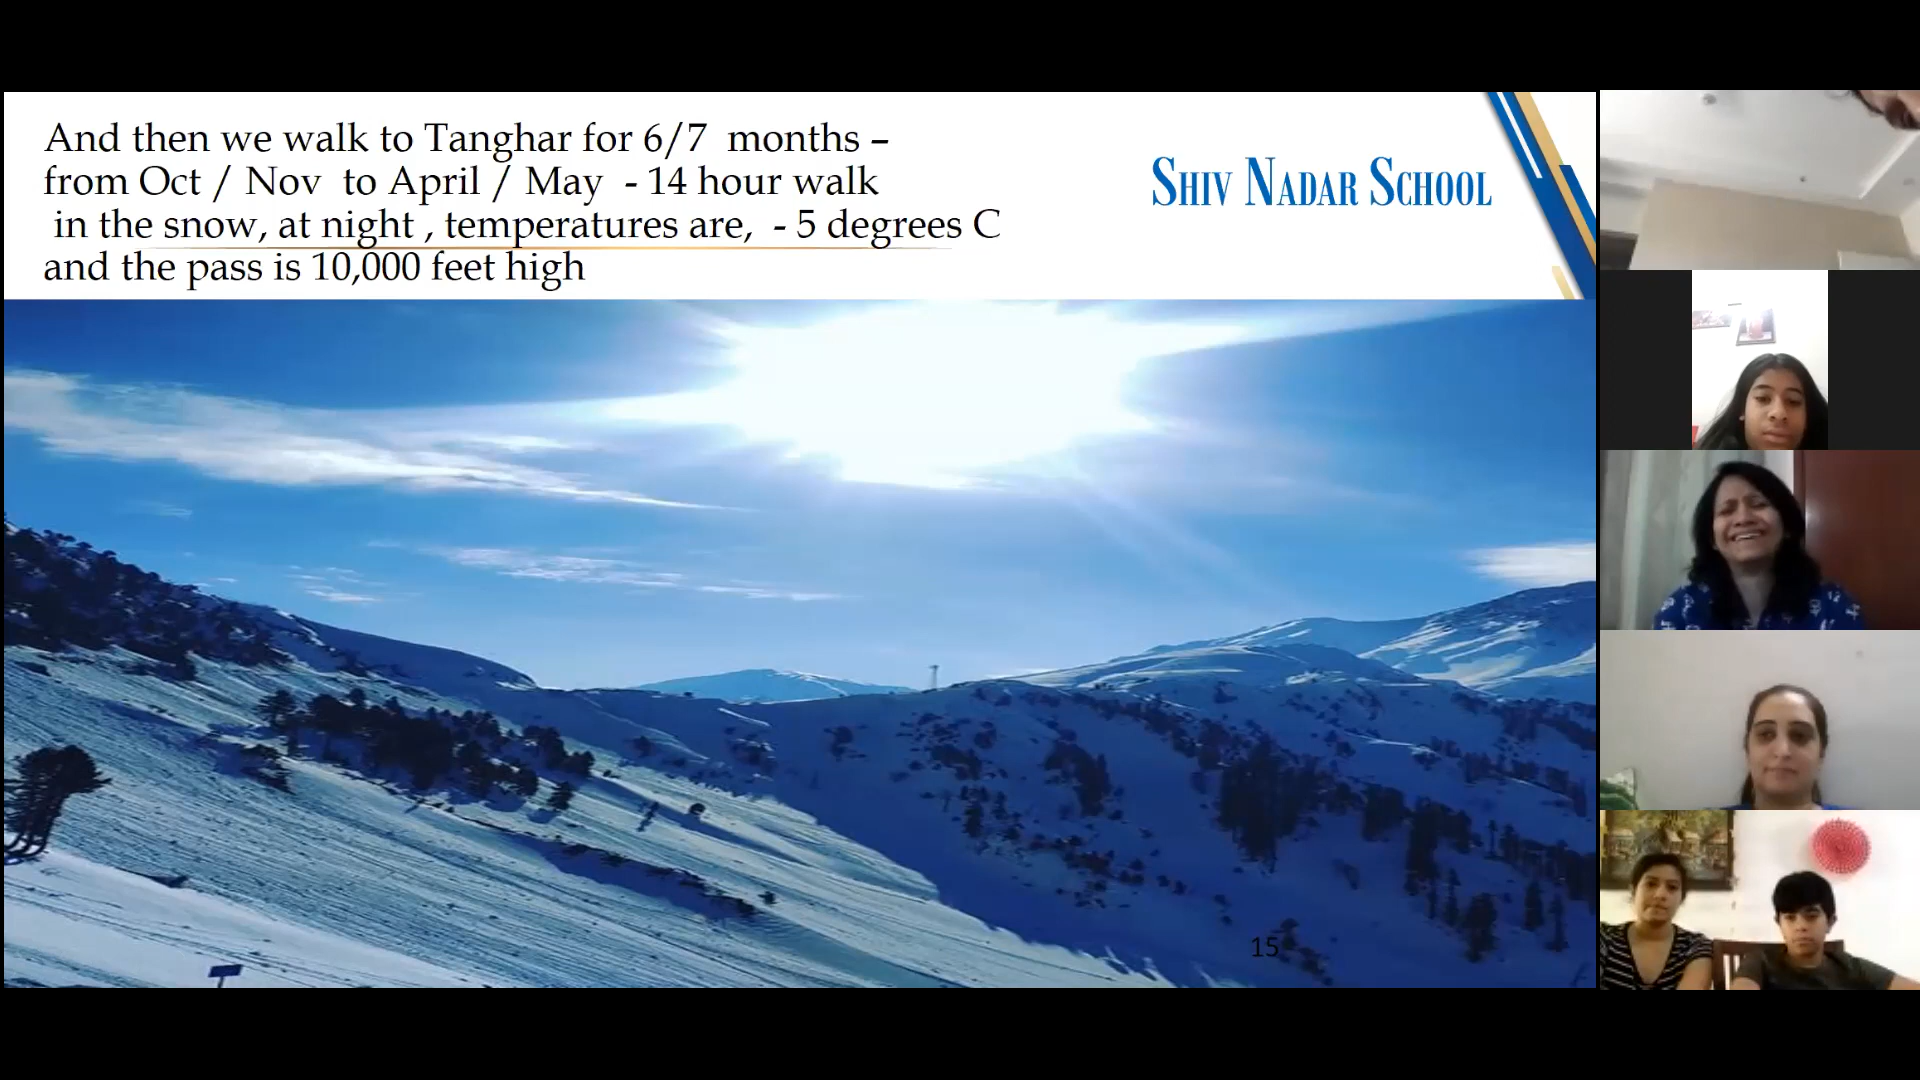 And then we walk to Tanghar for 6/7 months –
from Oct / Nov to April / May - 14 hour walk
in the snow, at night , temperatures are, - 5 degrees C
and the pass is 10,000 feet high
SHIV NADAR SCHOOL
15